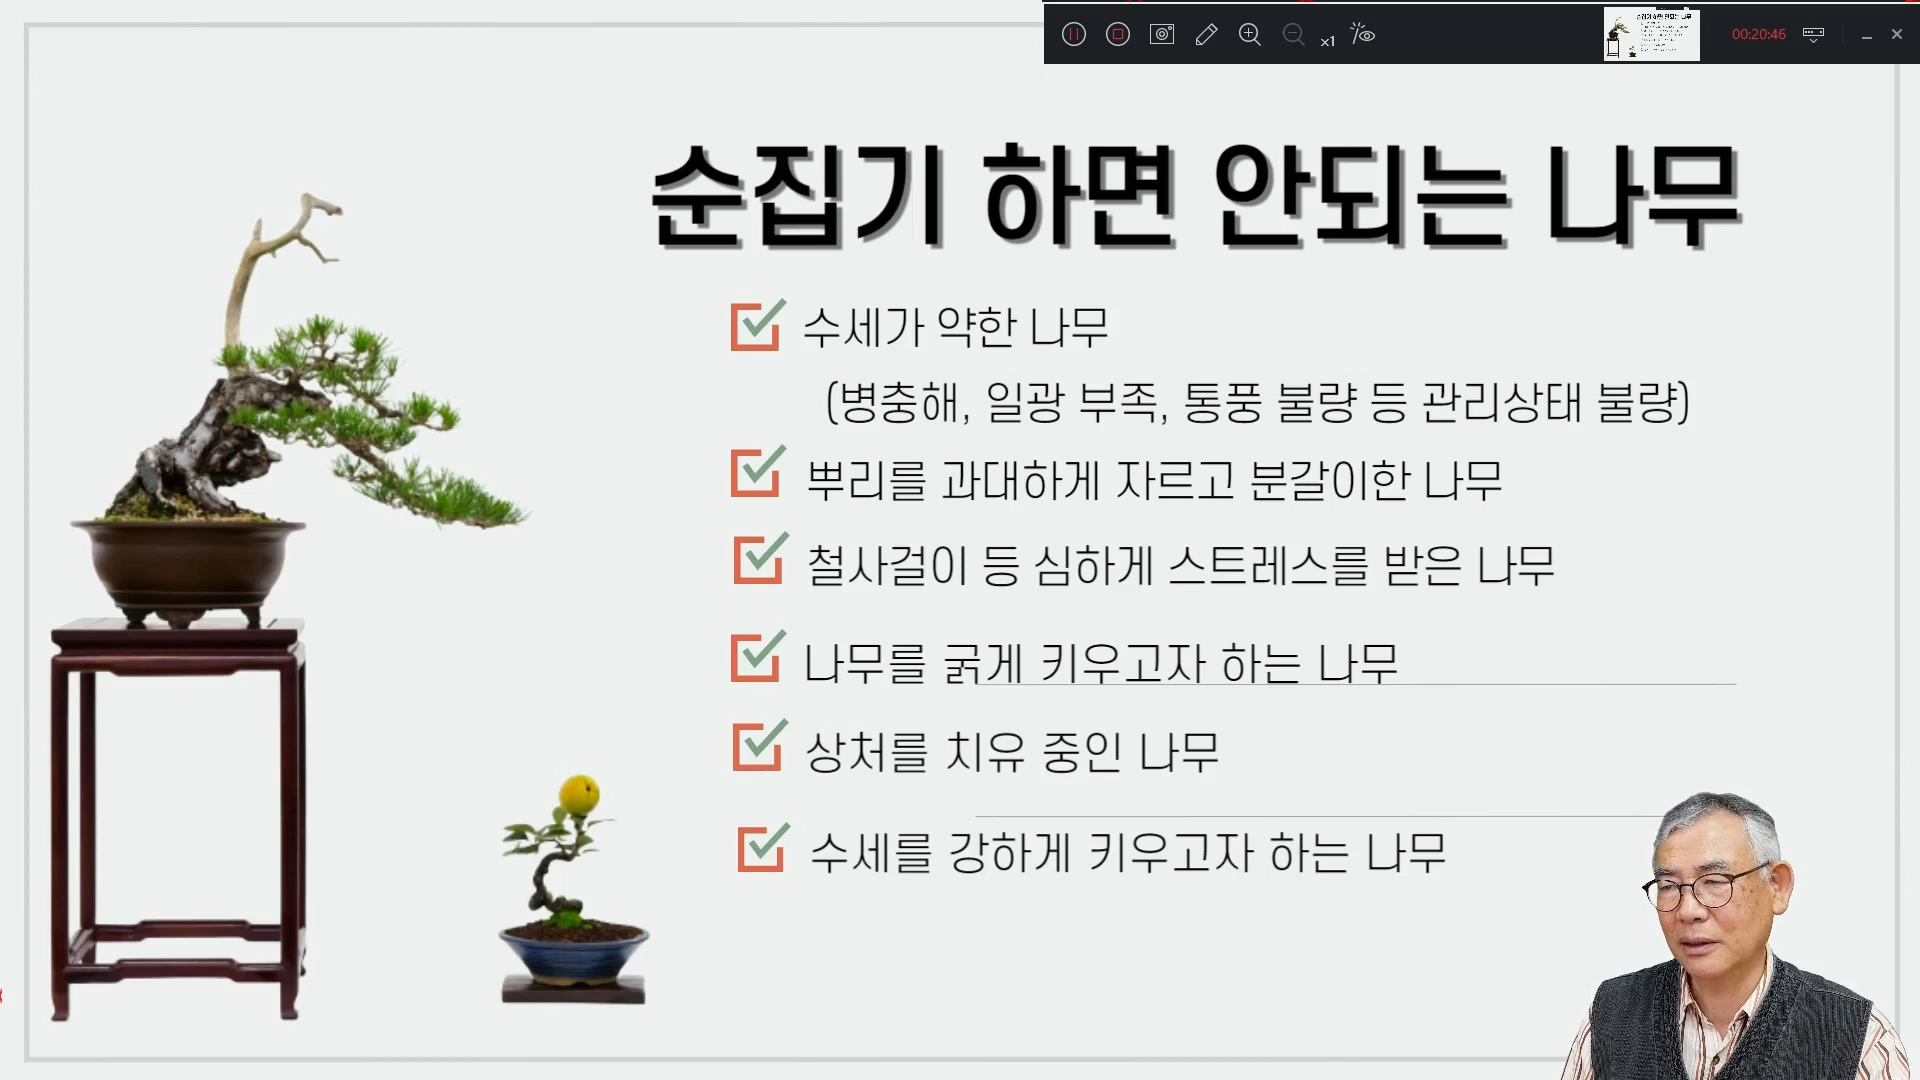 x1
00:20:46
순집기 하면 안되는 나무
수세가 약한 나무
(병충해, 일광 부족, 통풍 불량 등 관리상태 불량)
뿌리를 과대하게 자르고 분갈이한 나무
철사걸이 등 심하게 스트레스를 받은 나무
나무를 굵게 키우고자 하는 나무
상처를 치유 중인 나무
수세를 강하게 키우고자 하는 나무